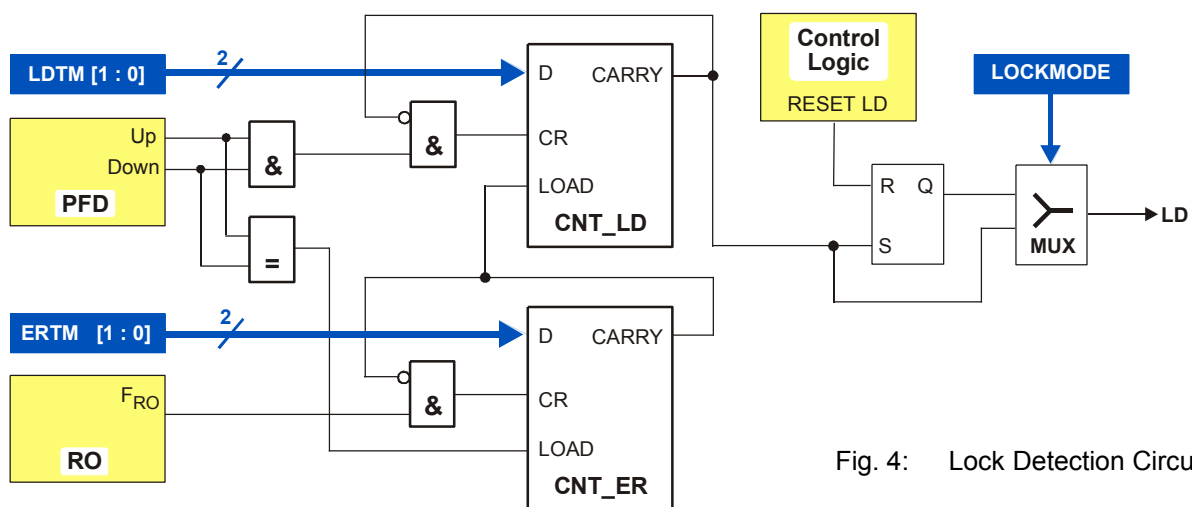 LDTM [1 : 0]
2
D
CARRY
CR
LOAD
CNT_LD
Up
Down
PFD
&
&
=
ERTM [1 : 0]
2
D
CARRY
CR
LOAD
CNT_ER
F_RO
RO
&
Control
Logic
RESET LD
LOCKMODE
R
Q
S
MUX
LD
Fig. 4: Lock Detection Circu